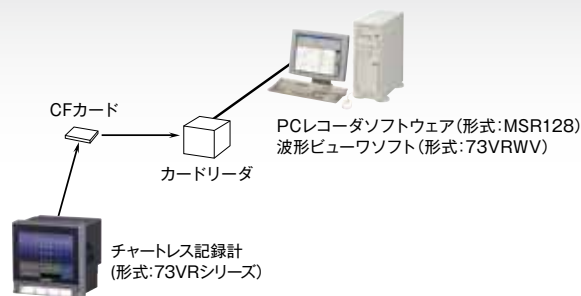 CFカード
カードリーダ
PCレコーダソフトウェア(形式:MSR128)
波形ビューワソフト(形式:73VRWV)
チャートレス記録計
(形式:73VRシリーズ)